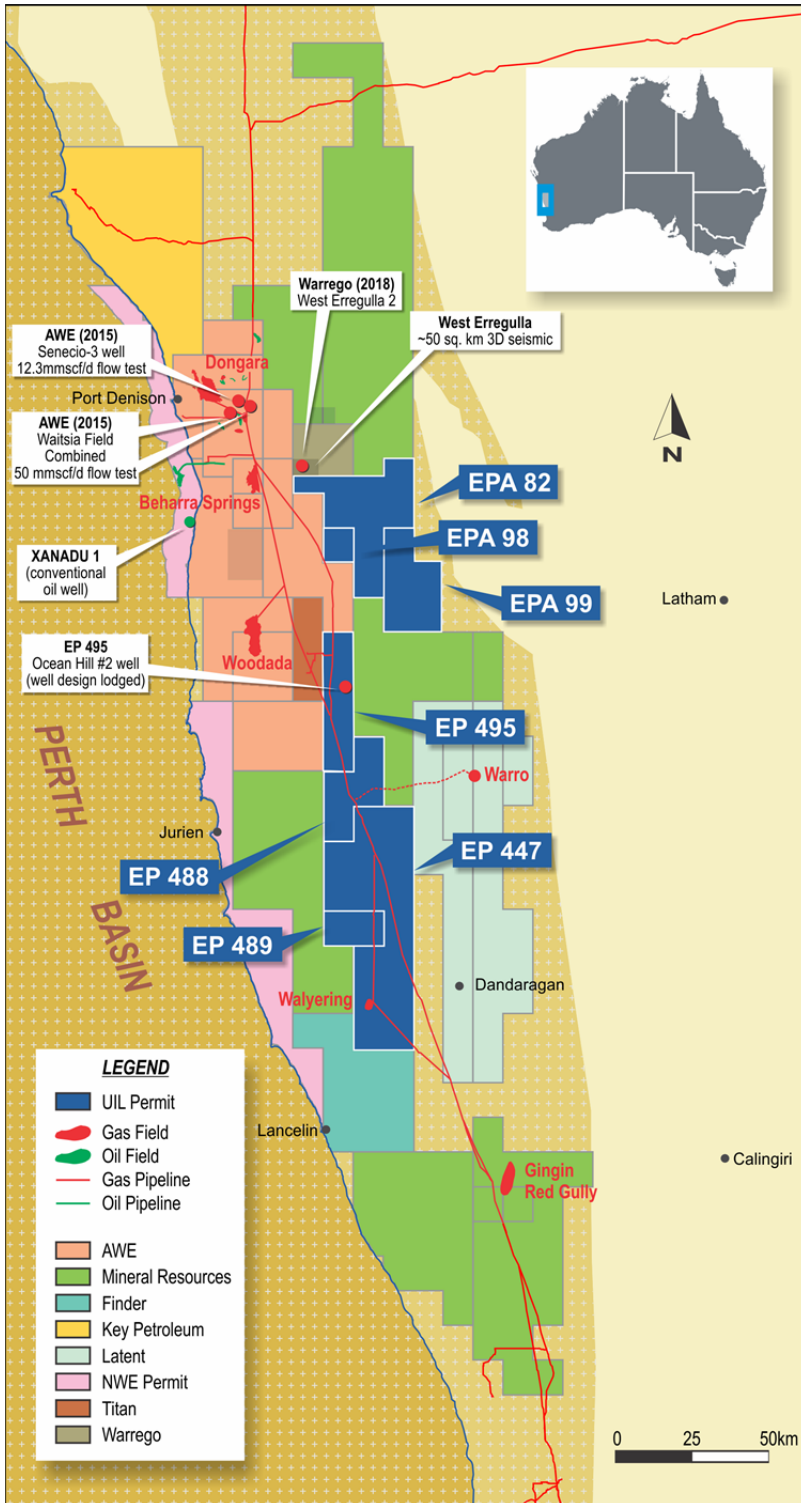 Warrego (2018)
West Erregulla 2
West Erregulla
~50 sq. km 3D seismic
AWE (2015)
Senecio-3 well
12.3mmscf/d flow test
Dongara
Port Denison
AWE (2015)
Waitsia Field
Combined
50 mmscf/d flow test
N
EPA 82
Beharra Springs
EPA 98
XANADU 1
(conventional
oil well)
EPA 99
Latham
EP 495
Ocean Hill #2 well
(well design lodged)
Woodada
EP 495
PERTH
BASIN
Warro
Jurien
EP 447
EP 488
EP 489
Dandaragan
Walyering
LEGEND
UIL Permit
Gas Field
Oil Field
Gas Pipeline
Oil Pipeline
AWE
Mineral Resources
Finder
Key Petroleum
Latent
NWE Permit
Titan
Warrego
Lancelin
Calingiri
Gingin
Red Gully
0 25 50km